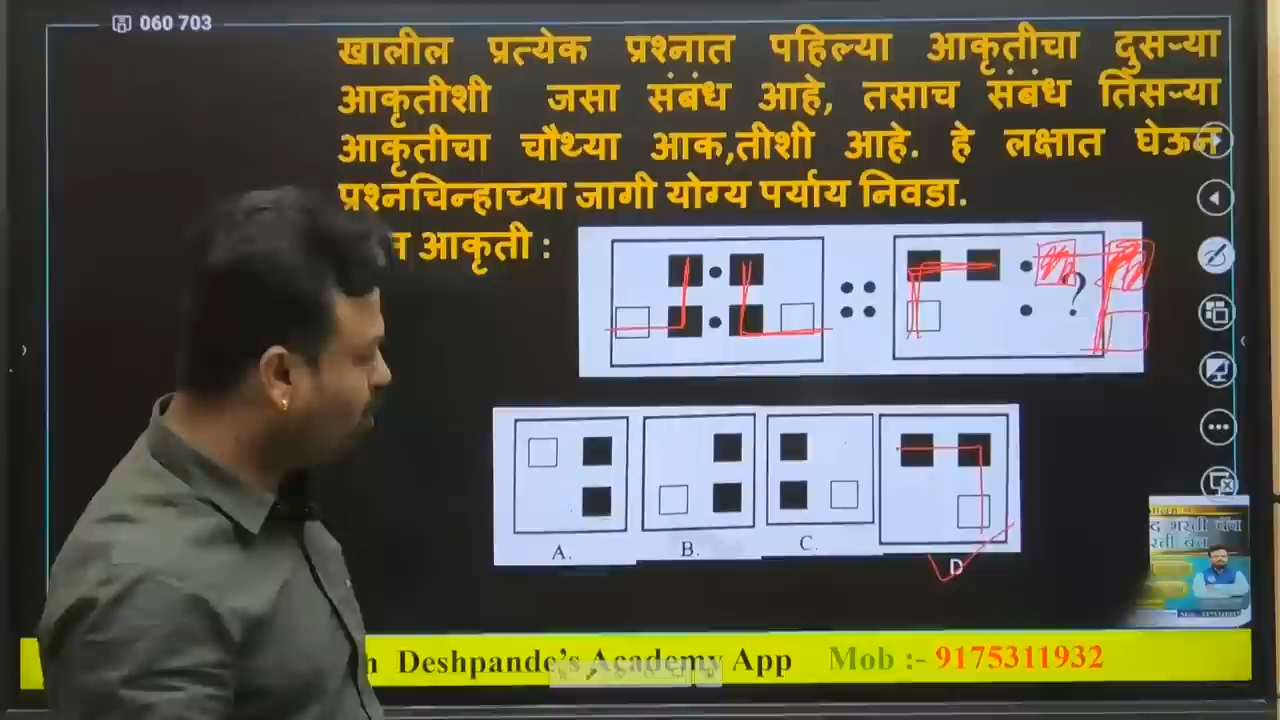 060 703
खालील प्रत्येक प्रश्नात पहिल्या आकृतीचा दुसऱ्या
आकृतीशी जसा संबंध आहे, तसाच संबंध तिसऱ्या
आकृतीचा चौथ्या आक,तीशी आहे. हे लक्षात घेऊन
प्रश्नचिन्हाच्या जागी योग्य पर्याय निवडा.
न आकृती :
?
A. B. C. D
Deshpande's Academy App Mob :- 9175311932